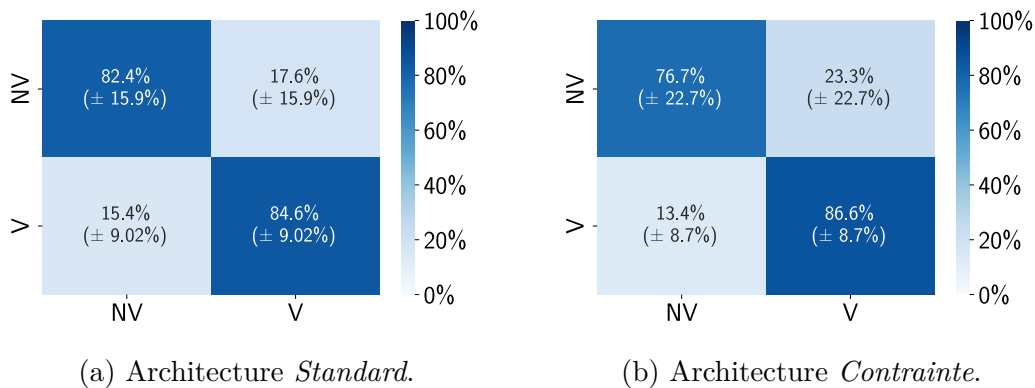 100%
NV
82.4%
(± 15.9%)
17.6%
(± 15.9%)
80%
60%
40%
V
15.4%
(± 9.02%)
84.6%
(± 9.02%)
20%
0%
NV
V
(a) Architecture Standard.
100%
NV
76.7%
(± 22.7%)
23.3%
(± 22.7%)
80%
60%
40%
V
13.4%
(± 8.7%)
86.6%
(± 8.7%)
20%
0%
NV
V
(b) Architecture Contrainte.